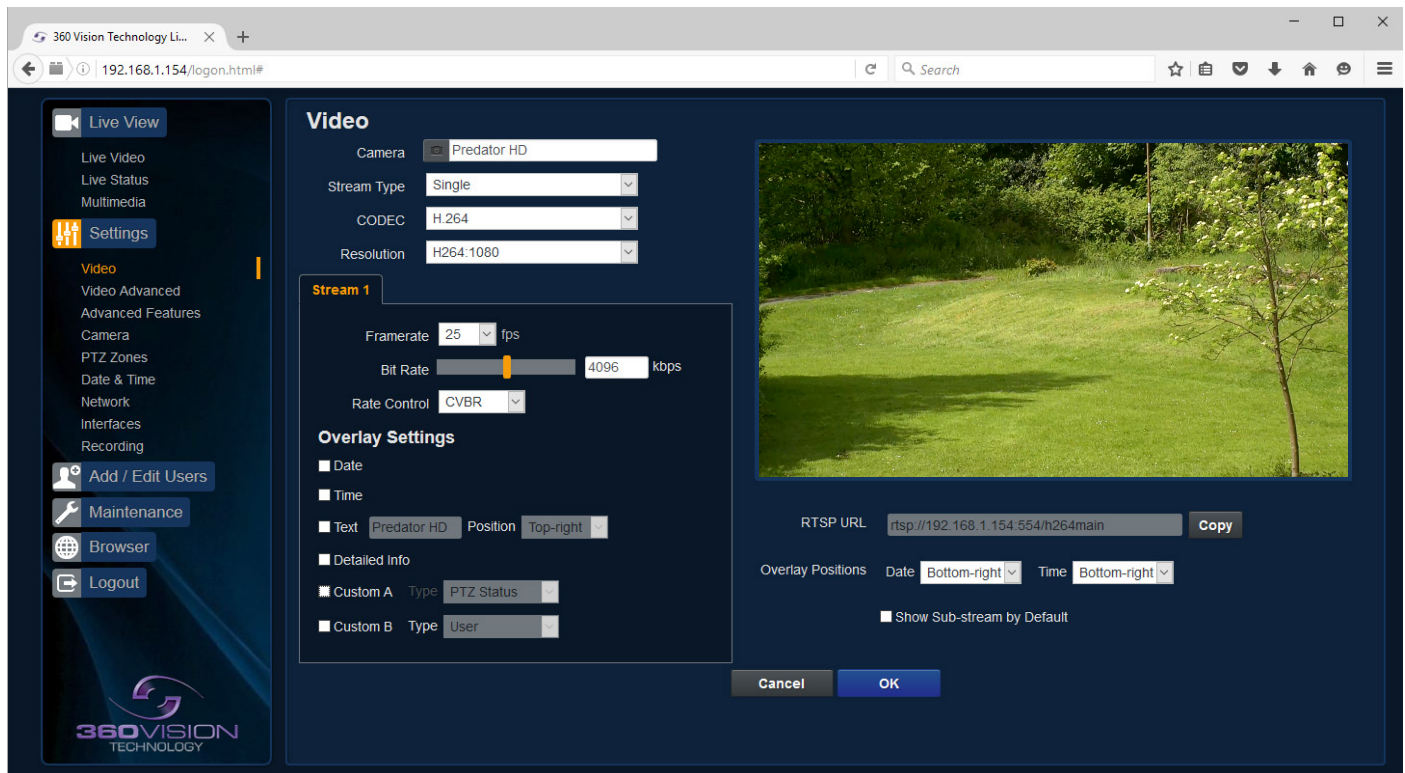 360 Vision Technology Li...
192.168.1.154/logon.html#
Search
Live View
Live Video
Live Status
Multimedia
Settings
Video
Video Advanced
Advanced Features
Camera
PTZ Zones
Date & Time
Network
Interfaces
Recording
Add / Edit Users
Maintenance
Browser
Logout
360VISION
TECHNOLOGY
Video
Camera Predator HD
Stream Type Single
CODEC H.264
Resolution H264:1080
Stream 1
Framerate 25 fps
Bit Rate 4096 kbps
Rate Control CVBR
Overlay Settings
Date
Time
Text Predator HD Position Top-right
Detailed Info
Custom A Type PTZ Status
Custom B Type User
RTSP URL rtsp://192.168.1.154:554/h264main Copy
Overlay Positions Date Bottom-right Time Bottom-right
Show Sub-stream by Default
Cancel OK